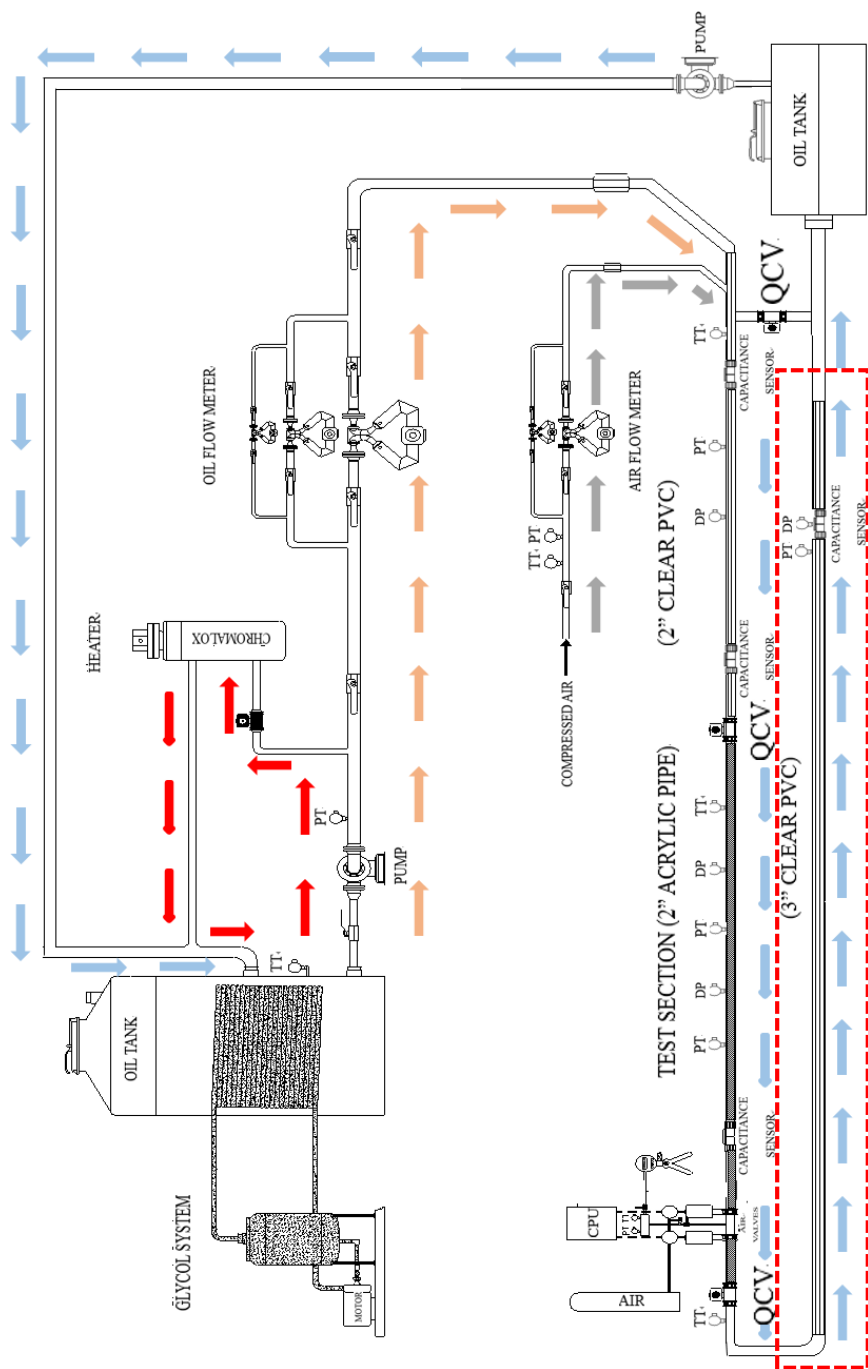 PUMP
OIL TANK
OIL FLOW METER
QCV
TT
CAPACITANCE
SENSOR
AIR FLOW METER
PT
DP
TT PT
(2" CLEAR PVC)
PT DP
CAPACITANCE
SENSOR
HEATER
CHROMALOX
COMPRESSED AIR
CAPACITANCE
SENSOR
QCV
PT
PUMP
TT
TEST SECTION (2" ACRYLIC PIPE)
(3" CLEAR PVC)
DP
PT
TT
OIL TANK
DP
PT
CAPACITANCE
SENSOR
GLYCOL SYSTEM
MOTOR
CPU
PT TT
AIR
VALVES
AIR
QCV
TT